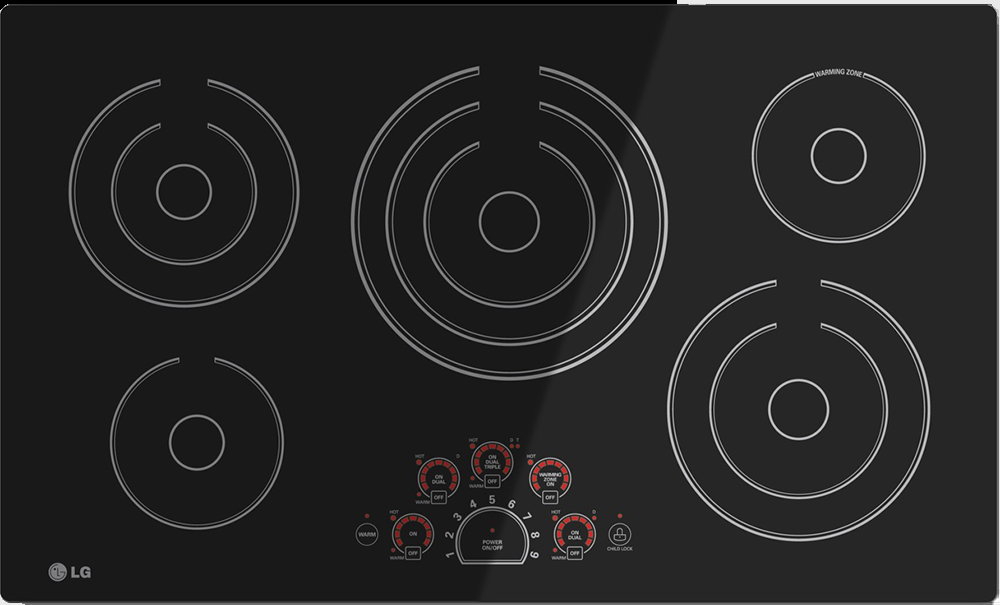 WARMING ZONE
HOT D T
ON
DUAL
TRIPLE
WARM OFF
HOT D
ON
DUAL
WARM OFF
HOT
WARMING
ZONE
ON
OFF
1 2 3 4 5 6 7 8 9
POWER
ON/OFF
WARM
HOT
ON
WARM OFF
HOT D
ON
DUAL
WARM OFF
CHILD LOCK
LG